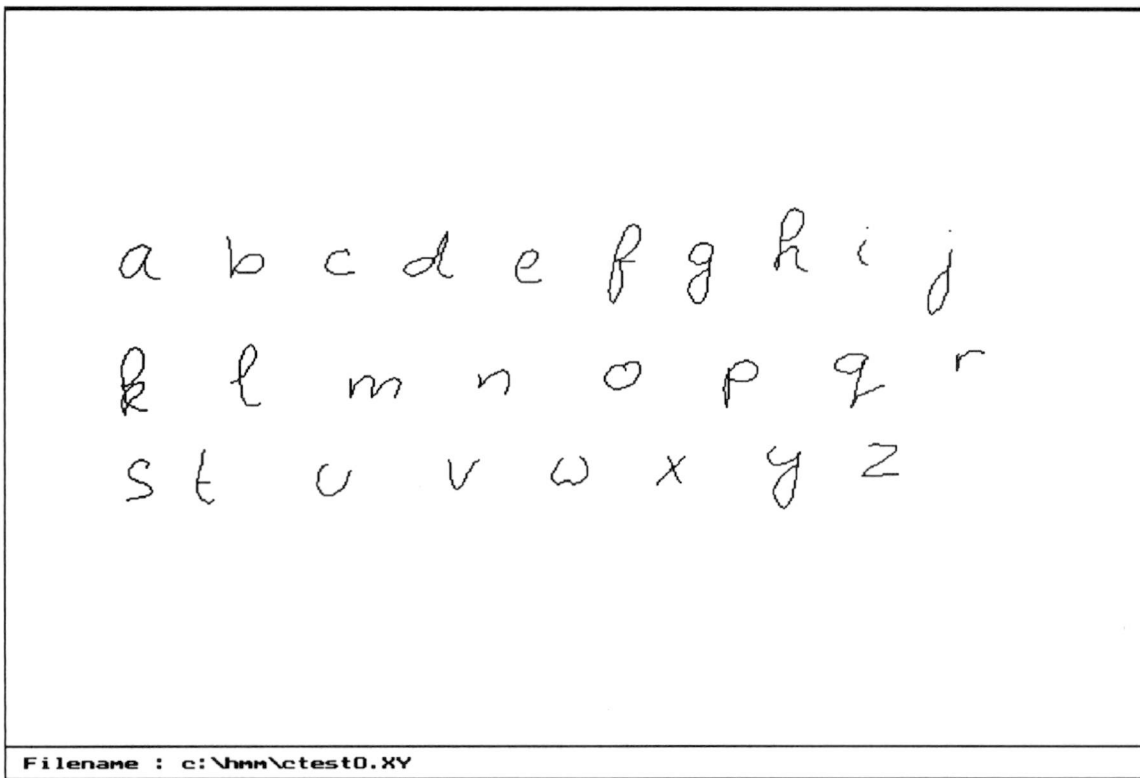 a b c d e f g h i j
k l m n o p q r
s t u v w x y z
Filename : c:\hmm\ctest0.XY